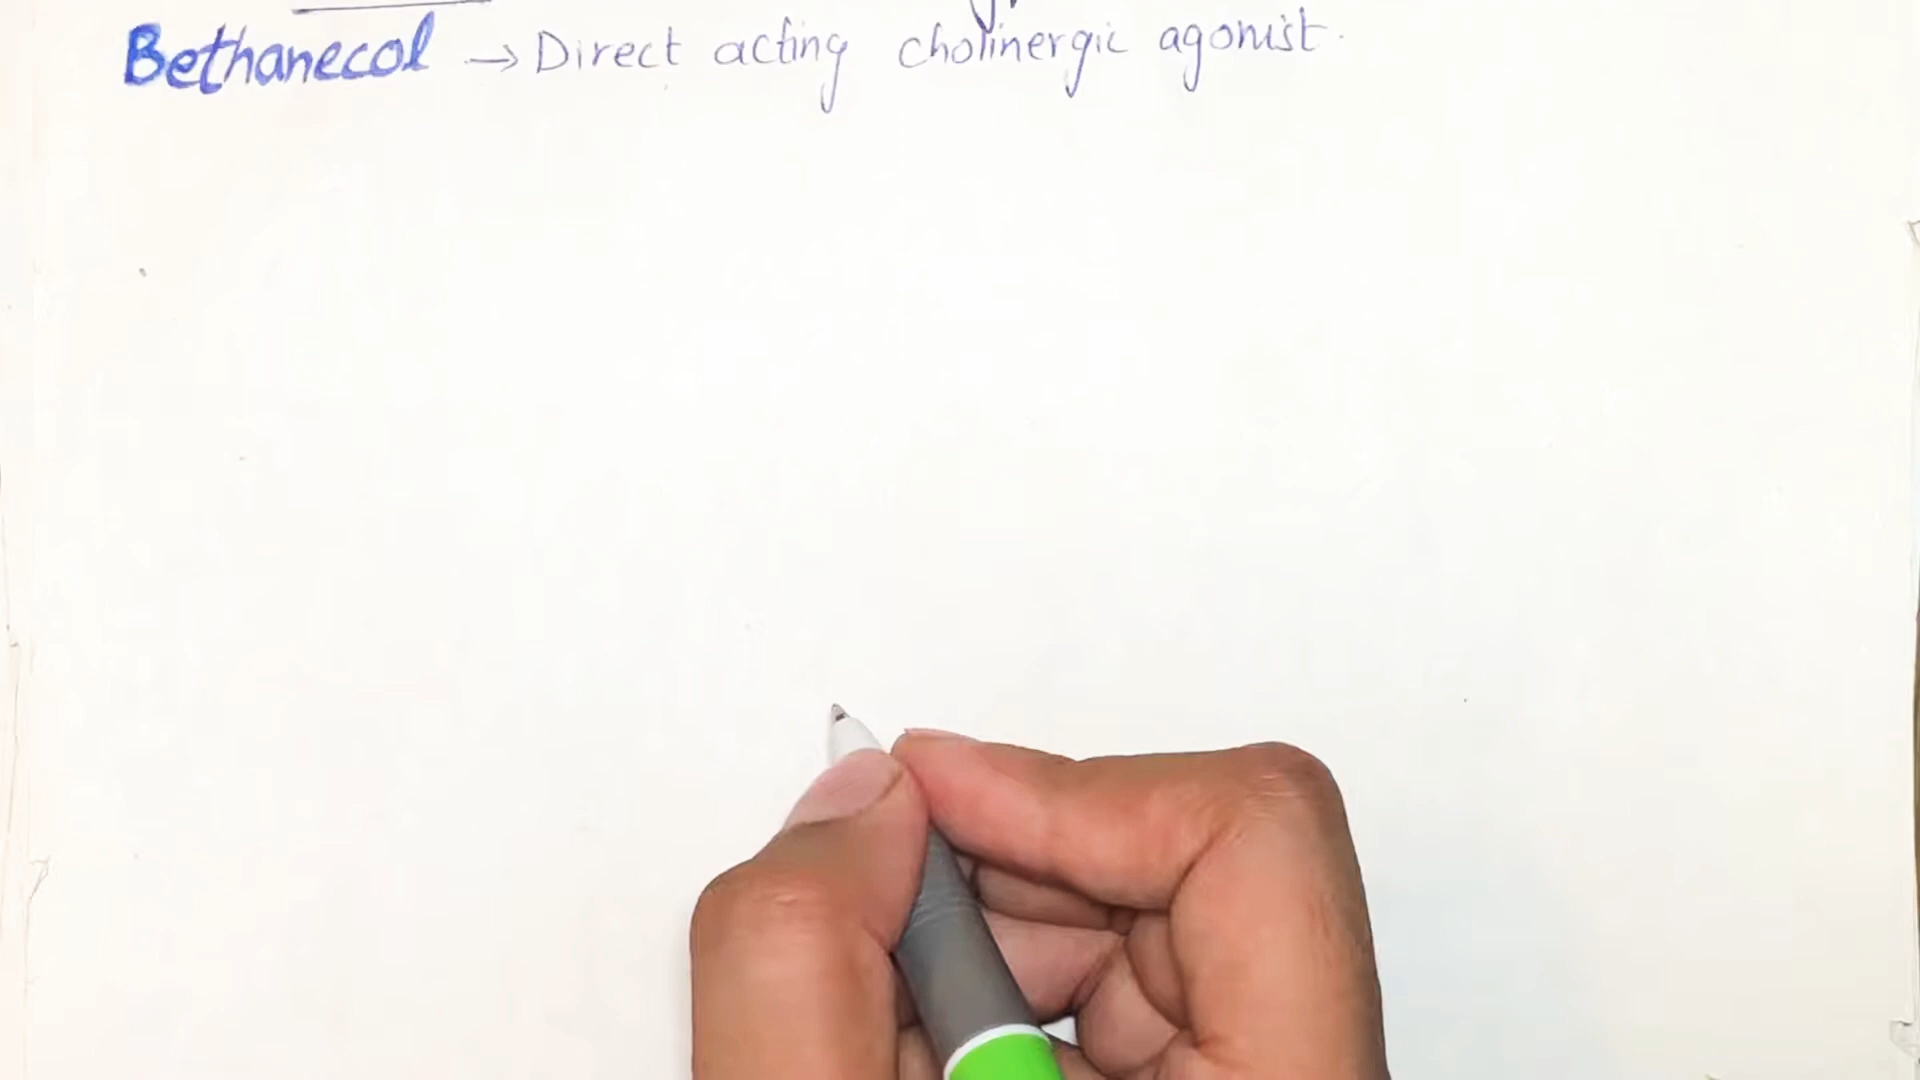 Bethanecol → Direct acting cholinergic agonist.